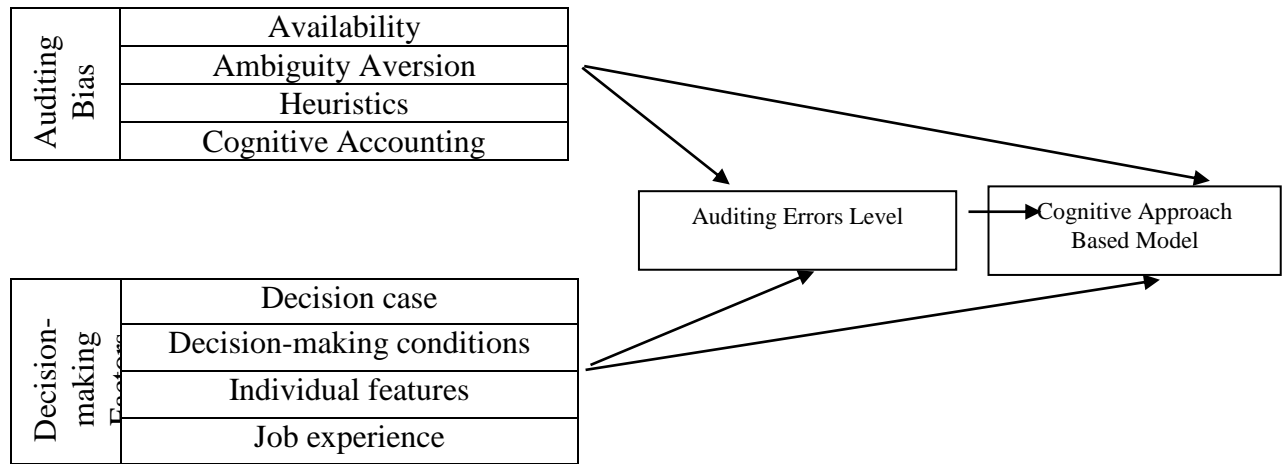 Auditing
Bias
Availability
Ambiguity Aversion
Heuristics
Cognitive Accounting
Auditing Errors Level
Cognitive Approach
Based Model
Decision-
making
Factors
Decision case
Decision-making conditions
Individual features
Job experience